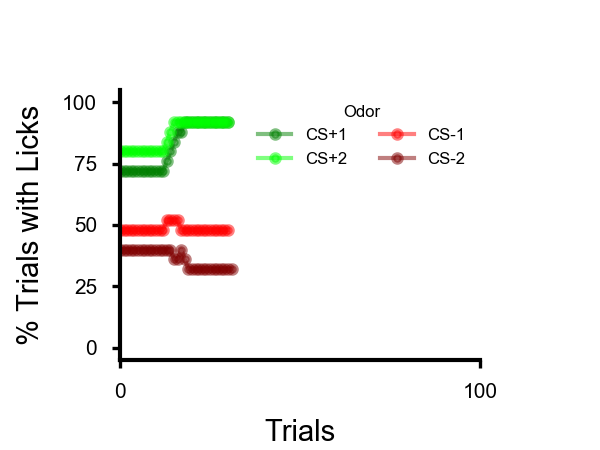 % Trials with Licks
100
75
50
25
0
Odor
CS+1 CS-1
CS+2 CS-2
0 100
Trials